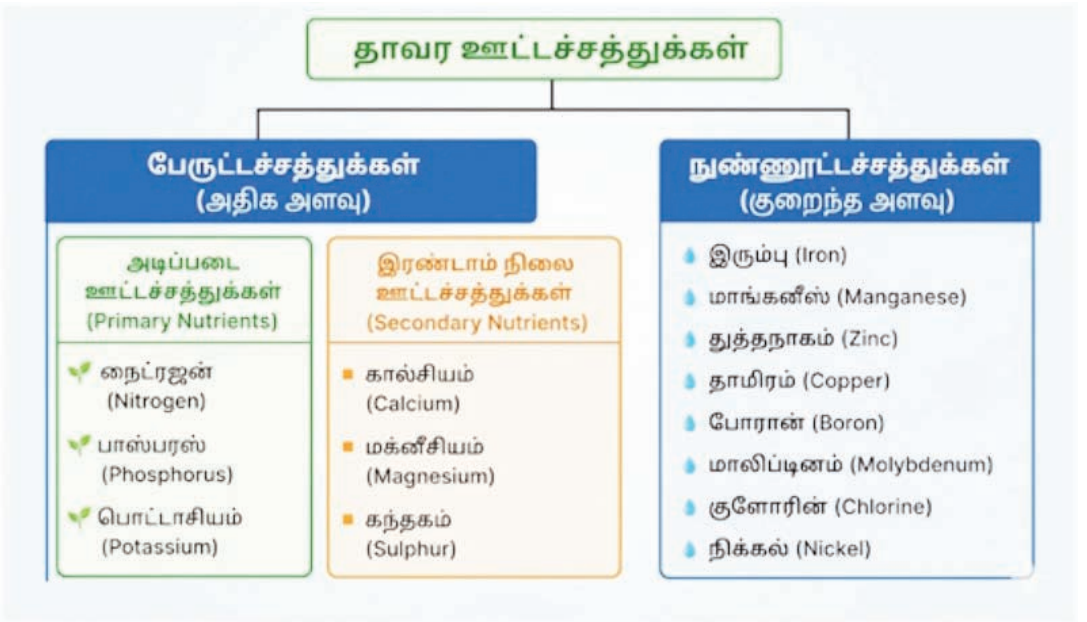 தாவர ஊட்டச்சத்துக்கள்
பேருட்டச்சத்துக்கள்
(அதிக அளவு)
அடிப்படை
ஊட்டச்சத்துக்கள்
(Primary Nutrients)
நைட்ரஜன்
(Nitrogen)
பாஸ்பரஸ்
(Phosphorus)
பொட்டாசியம்
(Potassium)
இரண்டாம் நிலை
ஊட்டச்சத்துக்கள்
(Secondary Nutrients)
கால்சியம்
(Calcium)
மக்னீசியம்
(Magnesium)
கந்தகம்
(Sulphur)
நுண்ணூட்டச்சத்துக்கள்
(குறைந்த அளவு)
இரும்பு (Iron)
மாங்கனீஸ் (Manganese)
துத்தநாகம் (Zinc)
தாமிரம் (Copper)
போரான் (Boron)
மாலிப்டினம் (Molybdenum)
குளோரின் (Chlorine)
நிக்கல் (Nickel)